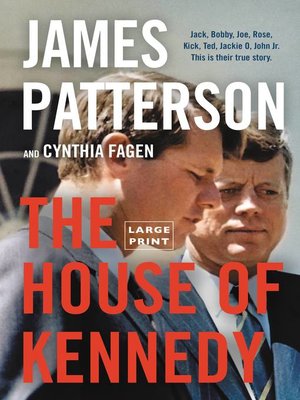 JAMES
PATTERSON
Jack, Bobby, Joe, Rose,
Kick, Ted, Jackie O, John Jr.
This is their true story.
AND CYNTHIA FAGEN
THE
LARGE
PRINT
HOUSE OF
KENNEDY